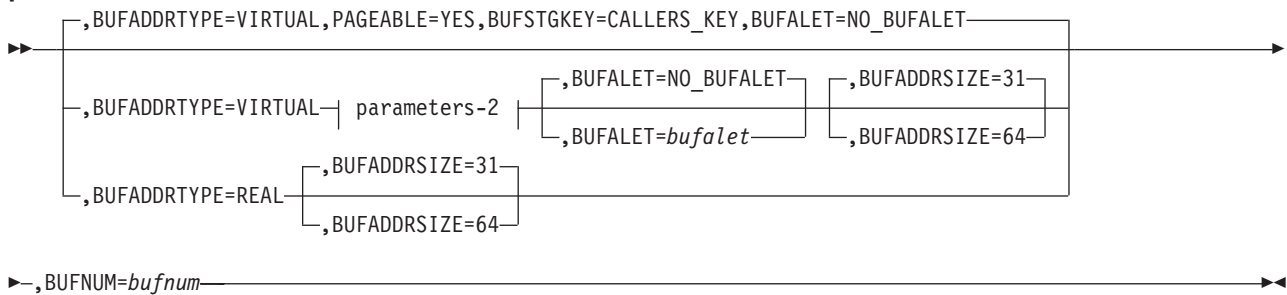 ,BUFADDRTYPE=VIRTUAL,PAGEABLE=YES,BUFSTGKEY=CALLERS_KEY,BUFALET=NO_BUFALET
,BUFALET=NO_BUFALET ,BUFADDRSIZE=31
,BUFADDRTYPE=VIRTUAL parameters-2
,BUFALET=bufalet ,BUFADDRSIZE=64
,BUFADDRSIZE=31
,BUFADDRTYPE=REAL
,BUFADDRSIZE=64
,BUFNUM=bufnum